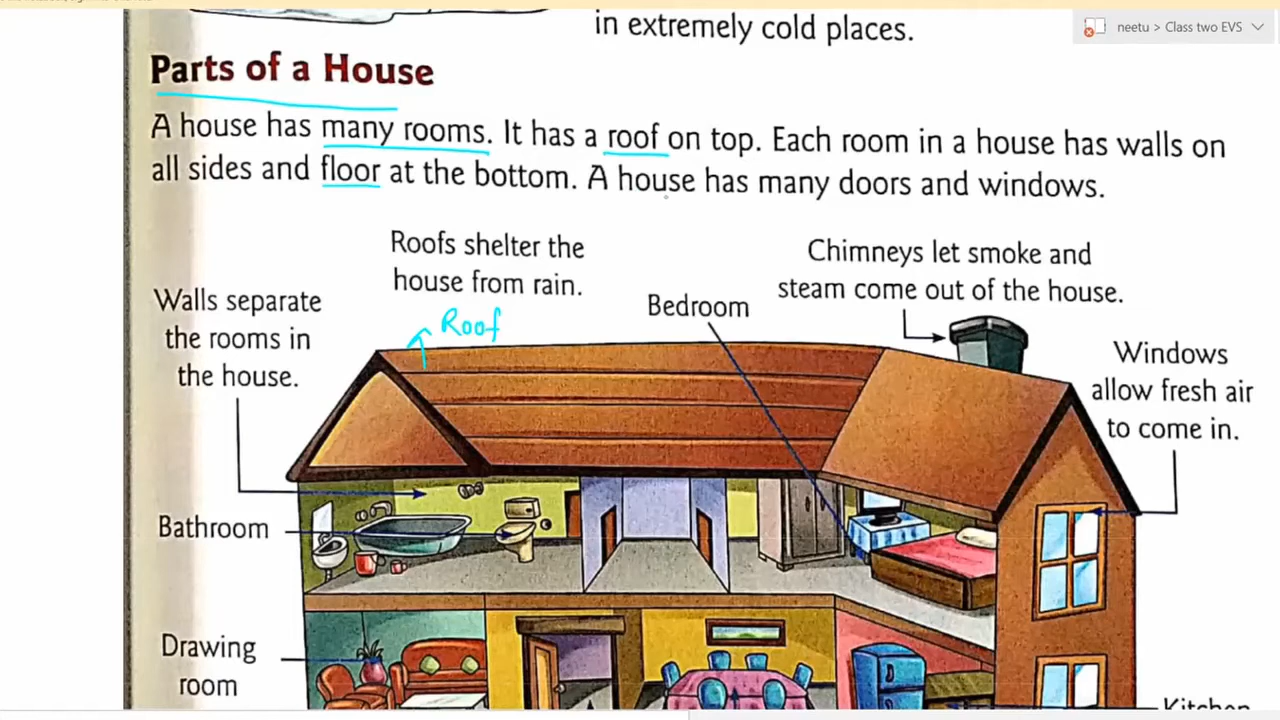 in extremely cold places.
neetu > Class two EVS
Parts of a House
A house has many rooms. It has a roof on top. Each room in a house has walls on
all sides and floor at the bottom. A house has many doors and windows.
Roofs shelter the
house from rain.
Chimneys let smoke and
steam come out of the house.
Walls separate
the rooms in
the house.
Roof
Bedroom
Windows
allow fresh air
to come in.
Bathroom
Drawing
room
Kitchen